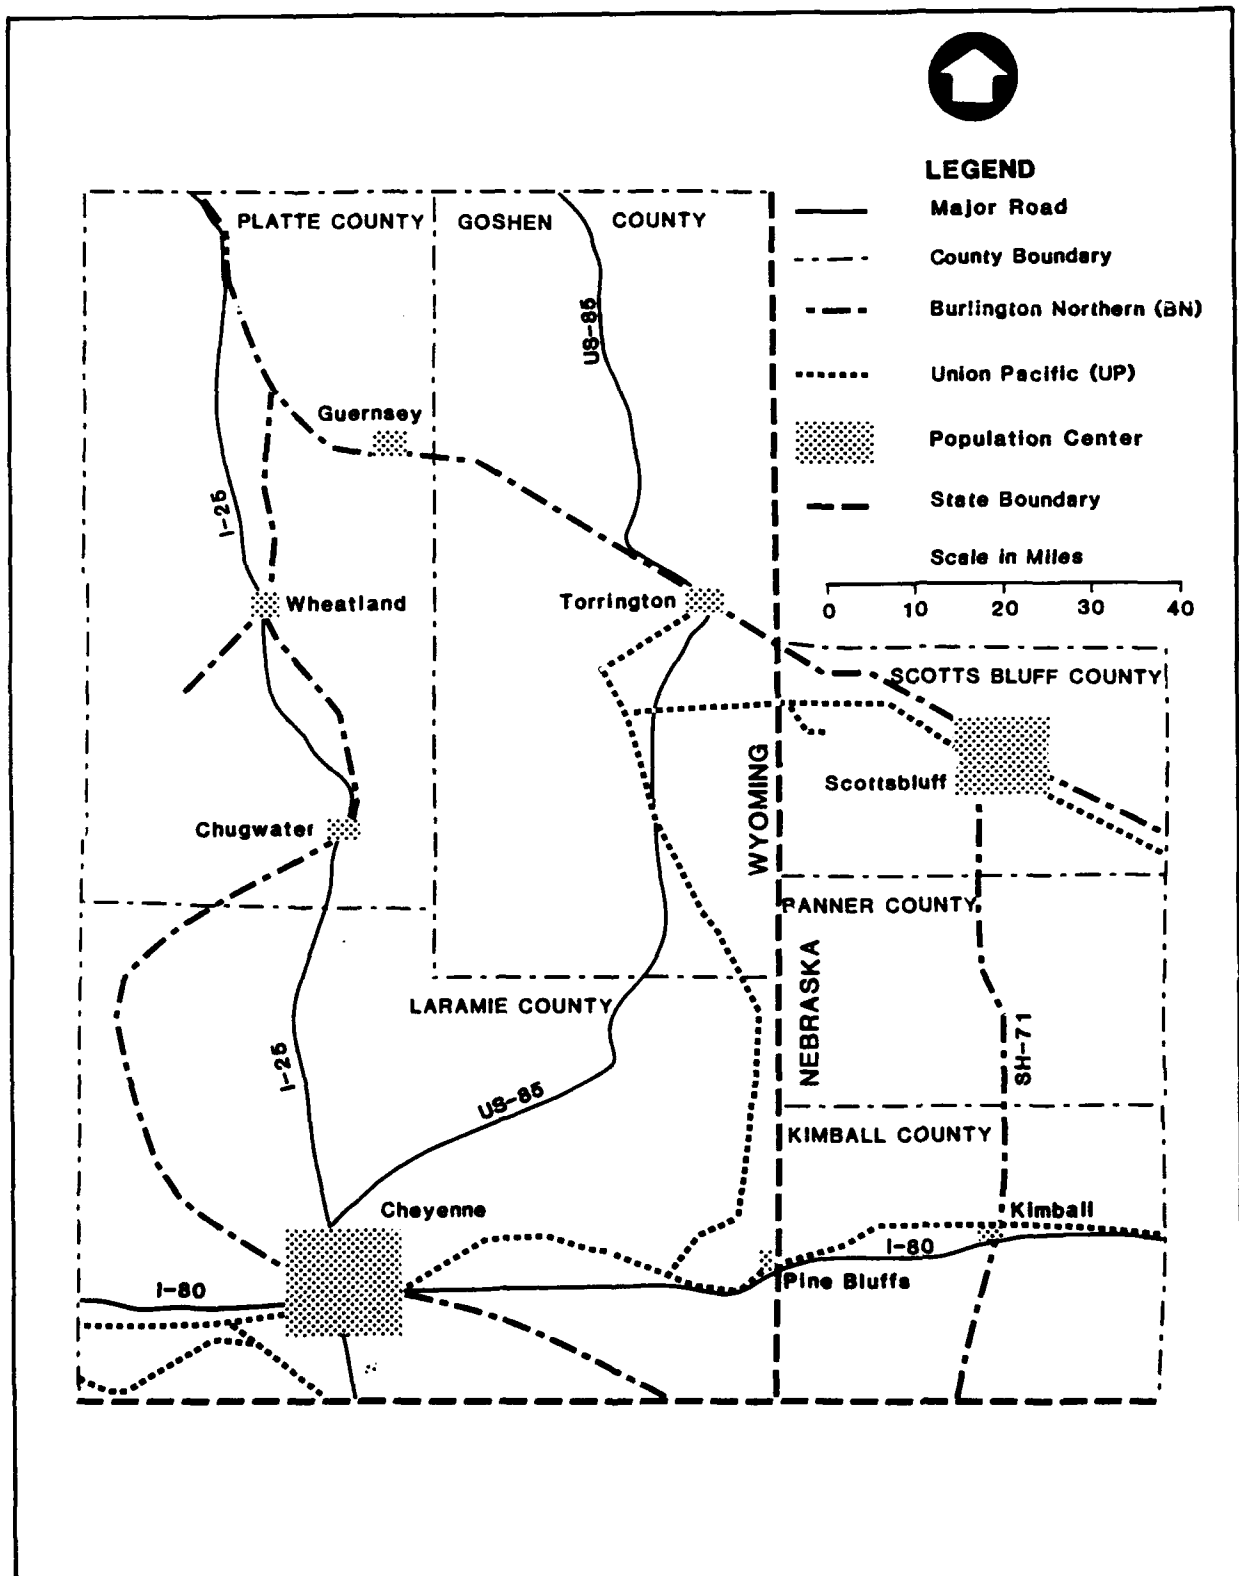 LEGEND
Major Road
County Boundary
Burlington Northern (BN)
Union Pacific (UP)
Population Center
State Boundary
Scale in Miles
0 10 20 30 40
PLATTE COUNTY
GOSHEN COUNTY
US-85
Guernsey
I-25
Wheatland
Torrington
SCOTTS BLUFF COUNTY
WYOMING
Scottsbluff
Chugwater
BANNER COUNTY
NEBRASKA
LARAMIE COUNTY
I-25
US-85
SH-71
KIMBALL COUNTY
Cheyenne
Kimball
I-80
I-80
Pine Bluffs